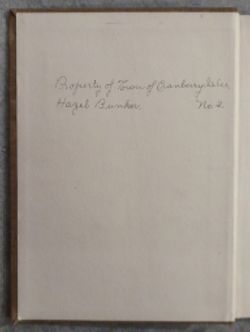 Property of Town of Cranberry Isles
Hazel Bunker. No. 2